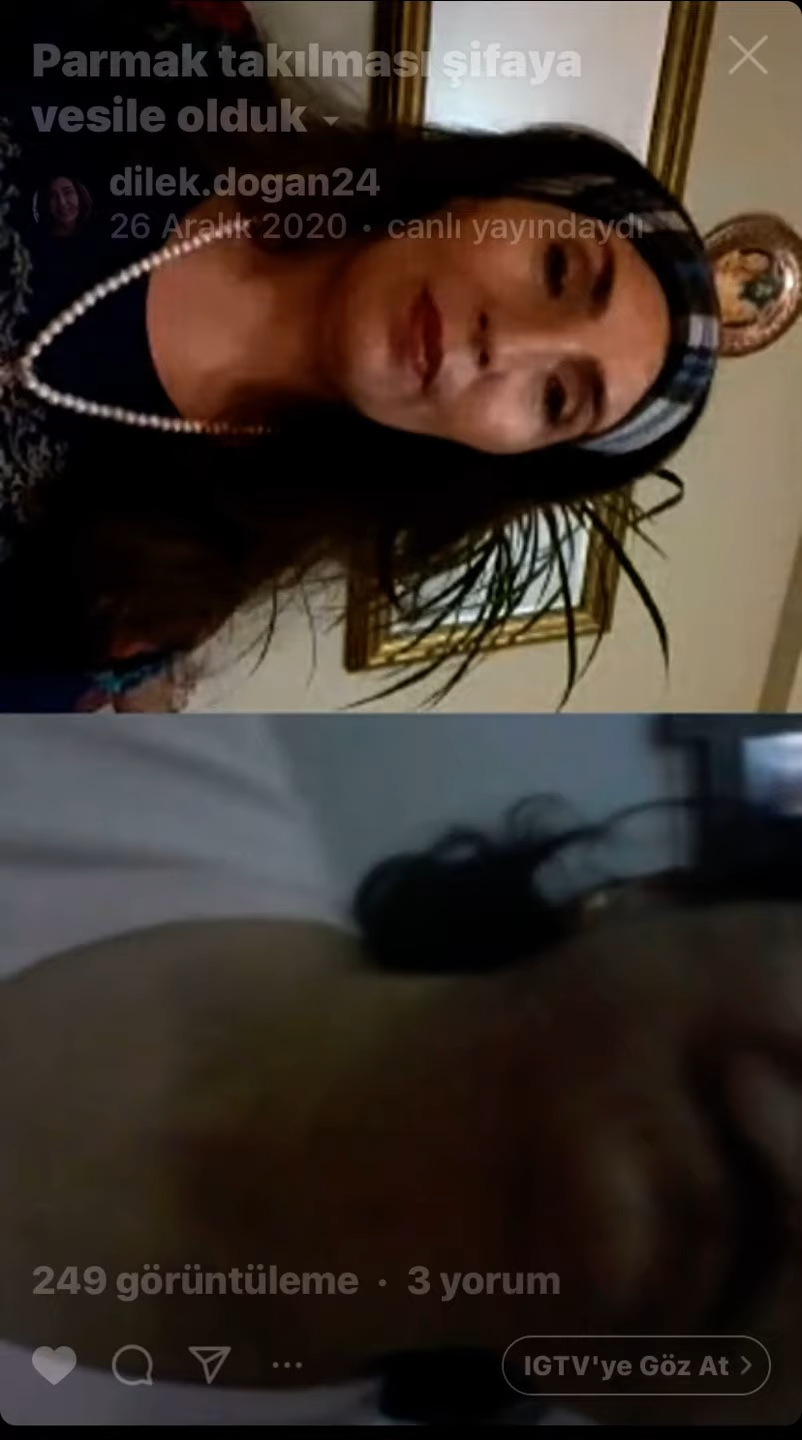 Parmak takılması şifaya
vesile olduk
dilek.dogan24
26 Aralık 2020 · canlı yayındaydı
249 görüntüleme · 3 yorum
IGTV'ye Göz At